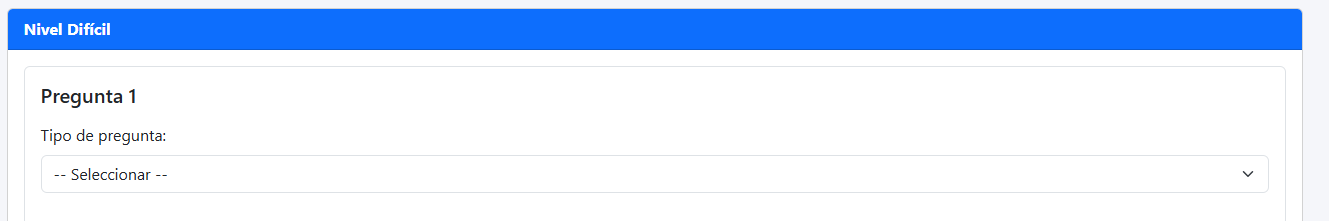 Nivel Difícil
Pregunta 1
Tipo de pregunta:
-- Seleccionar --